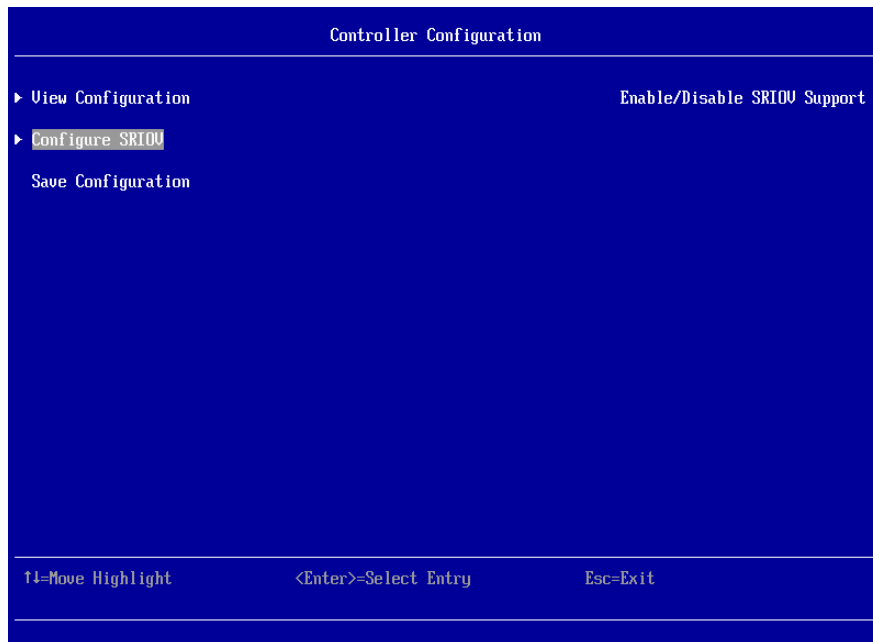 Controller Configuration
▶ View Configuration
Enable/Disable SRIOV Support
▶ Configure SRIOV
Save Configuration
↑↓=Move Highlight <Enter>=Select Entry Esc=Exit